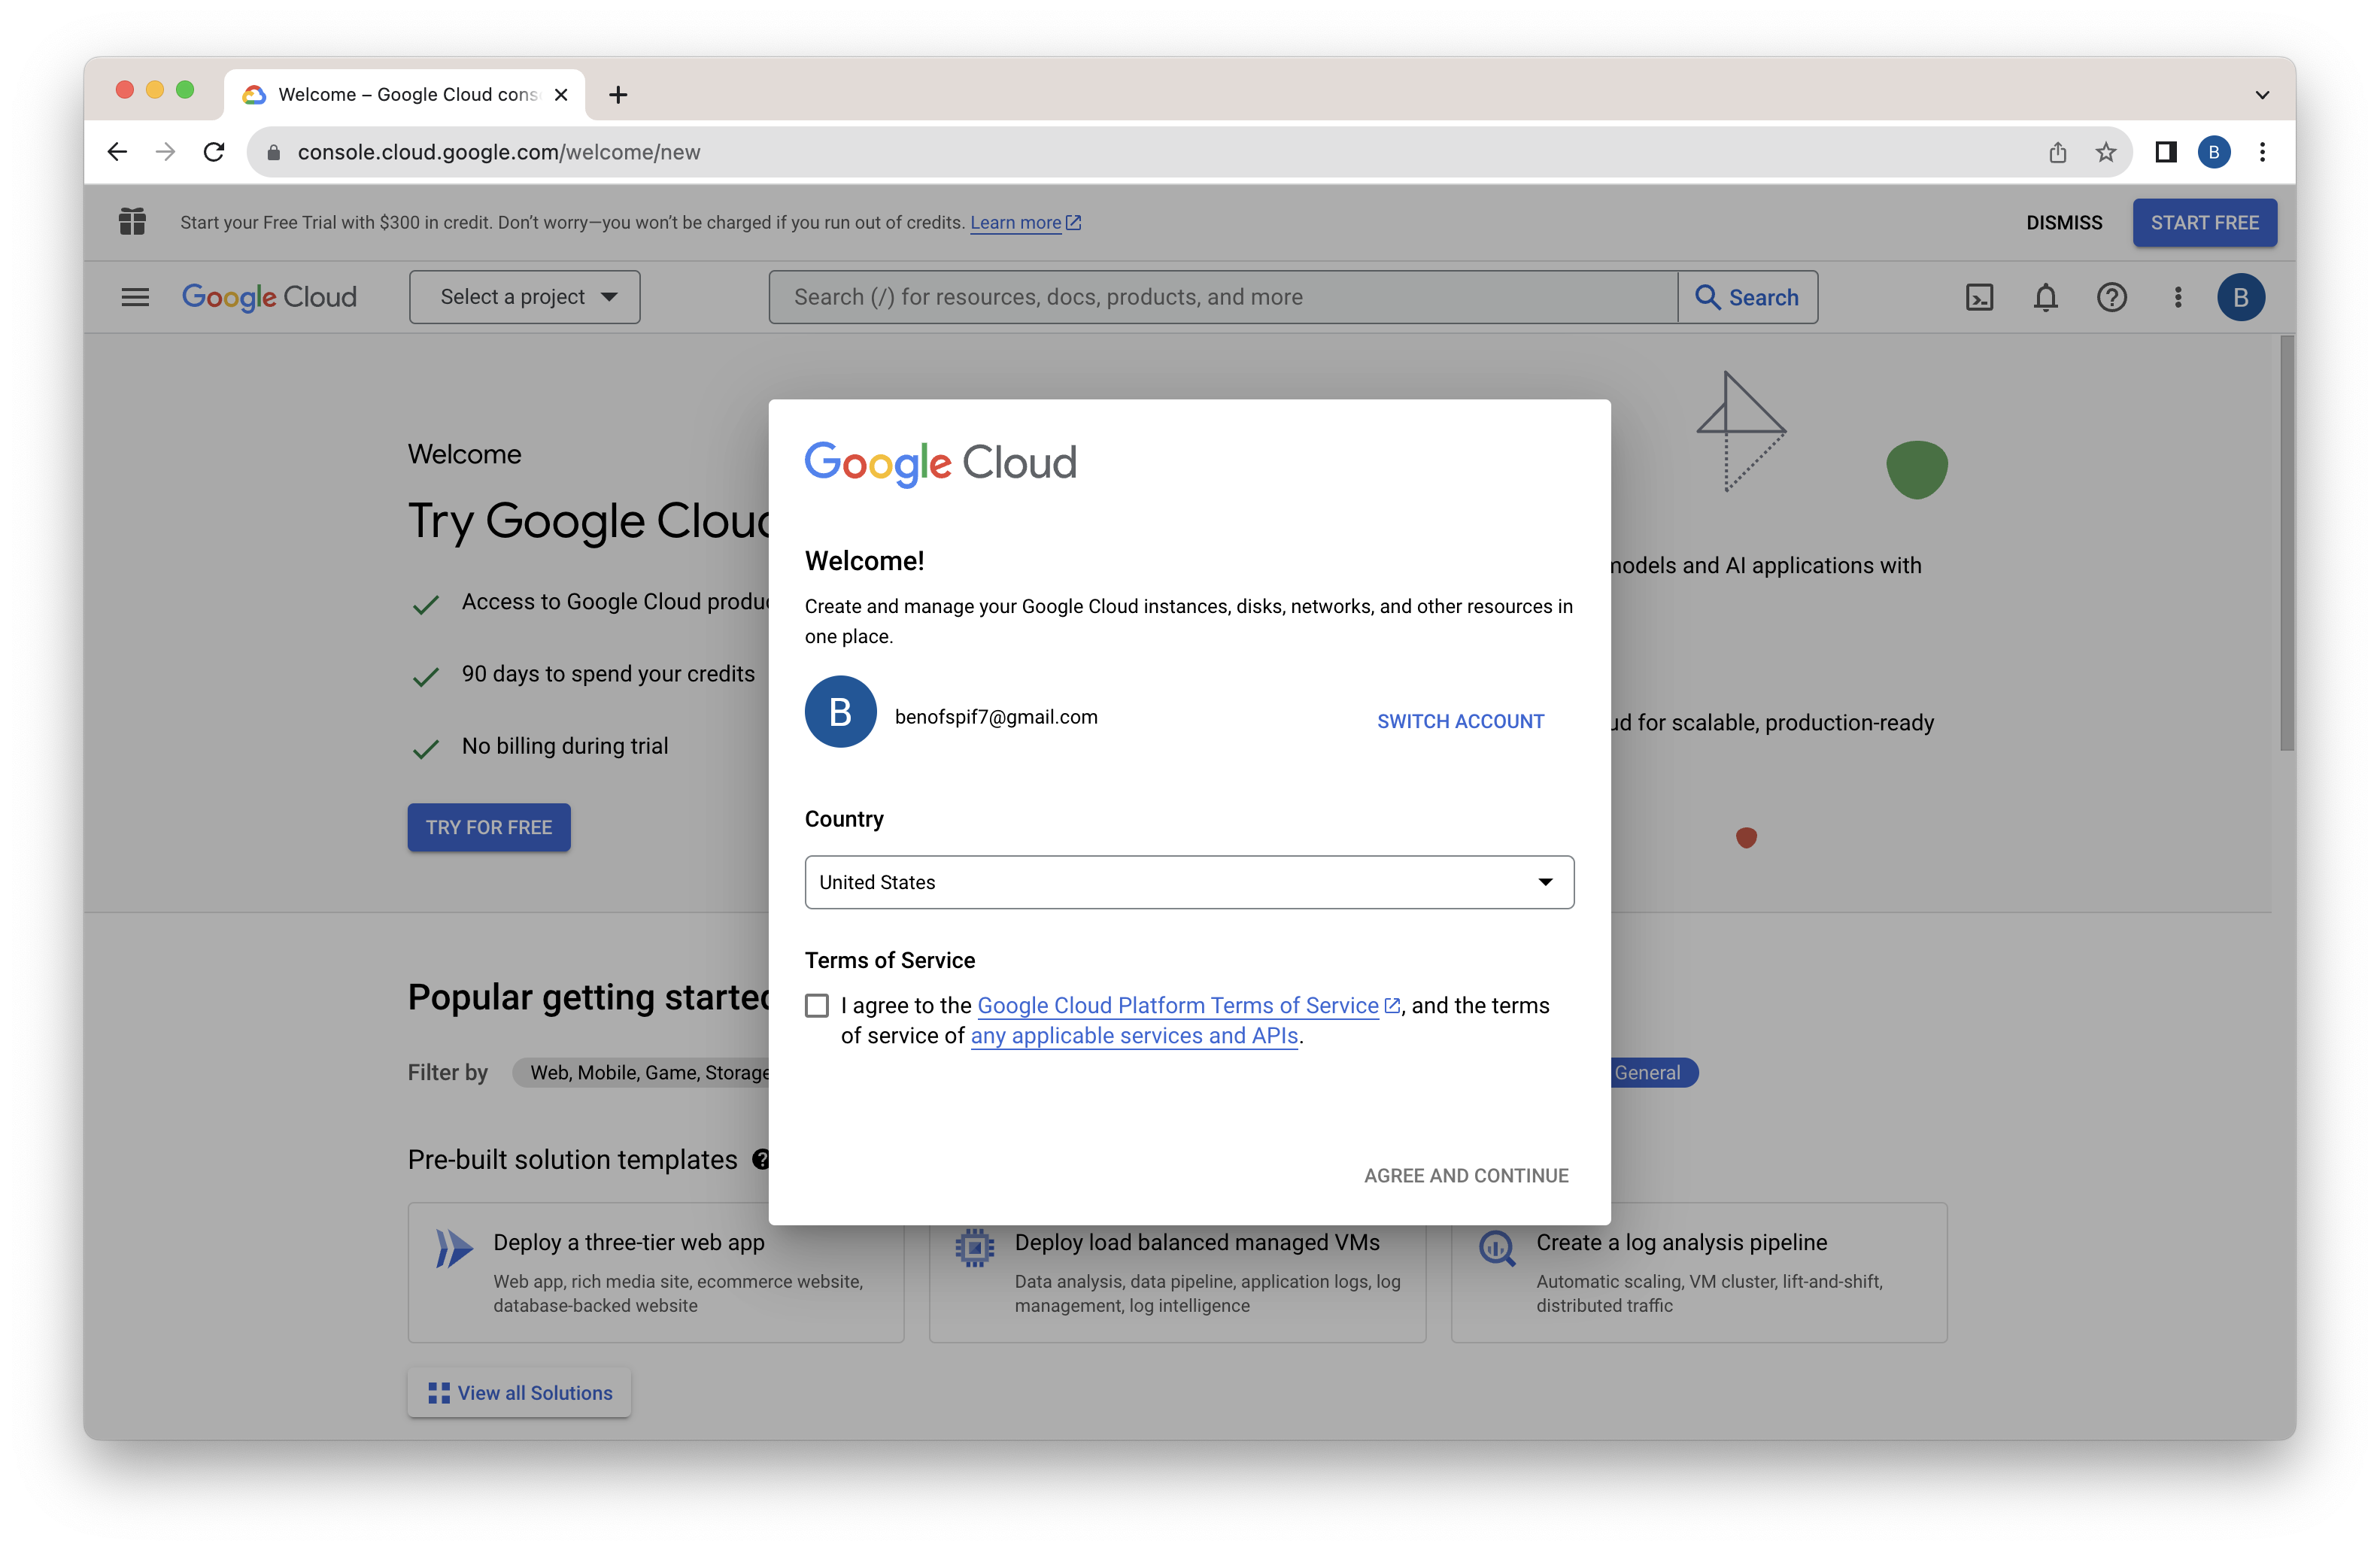 Welcome – Google Cloud cons
console.cloud.google.com/welcome/new
B
Start your Free Trial with $300 in credit. Don't worry—you won't be charged if you run out of credits. Learn more
DISMISS
START FREE
Google Cloud
Select a project
Search (/) for resources, docs, products, and more
Search
B
Welcome
Try Google Cloud
Access to Google Cloud produ
90 days to spend your credits
No billing during trial
TRY FOR FREE
models and AI applications with
ud for scalable, production-ready
Google Cloud
Welcome!
Create and manage your Google Cloud instances, disks, networks, and other resources in
one place.
B
benofspif7@gmail.com
SWITCH ACCOUNT
Country
United States
Terms of Service
I agree to the Google Cloud Platform Terms of Service, and the terms
of service of any applicable services and APIs.
AGREE AND CONTINUE
Popular getting started
Filter by
Web, Mobile, Game, Storage
General
Pre-built solution templates
Deploy a three-tier web app
Web app, rich media site, ecommerce website,
database-backed website
Deploy load balanced managed VMs
Data analysis, data pipeline, application logs, log
management, log intelligence
Create a log analysis pipeline
Automatic scaling, VM cluster, lift-and-shift,
distributed traffic
View all Solutions